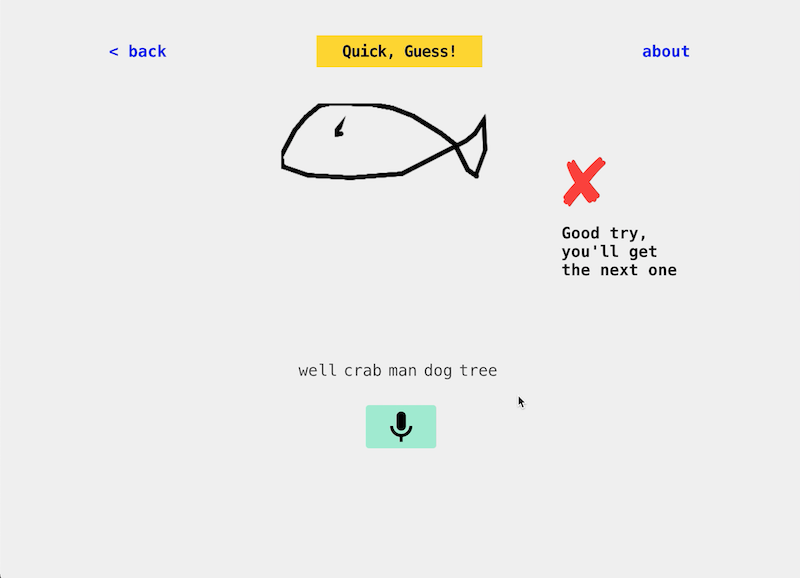 < back
Quick, Guess!
about
Good try,
you'll get
the next one
well crab man dog tree